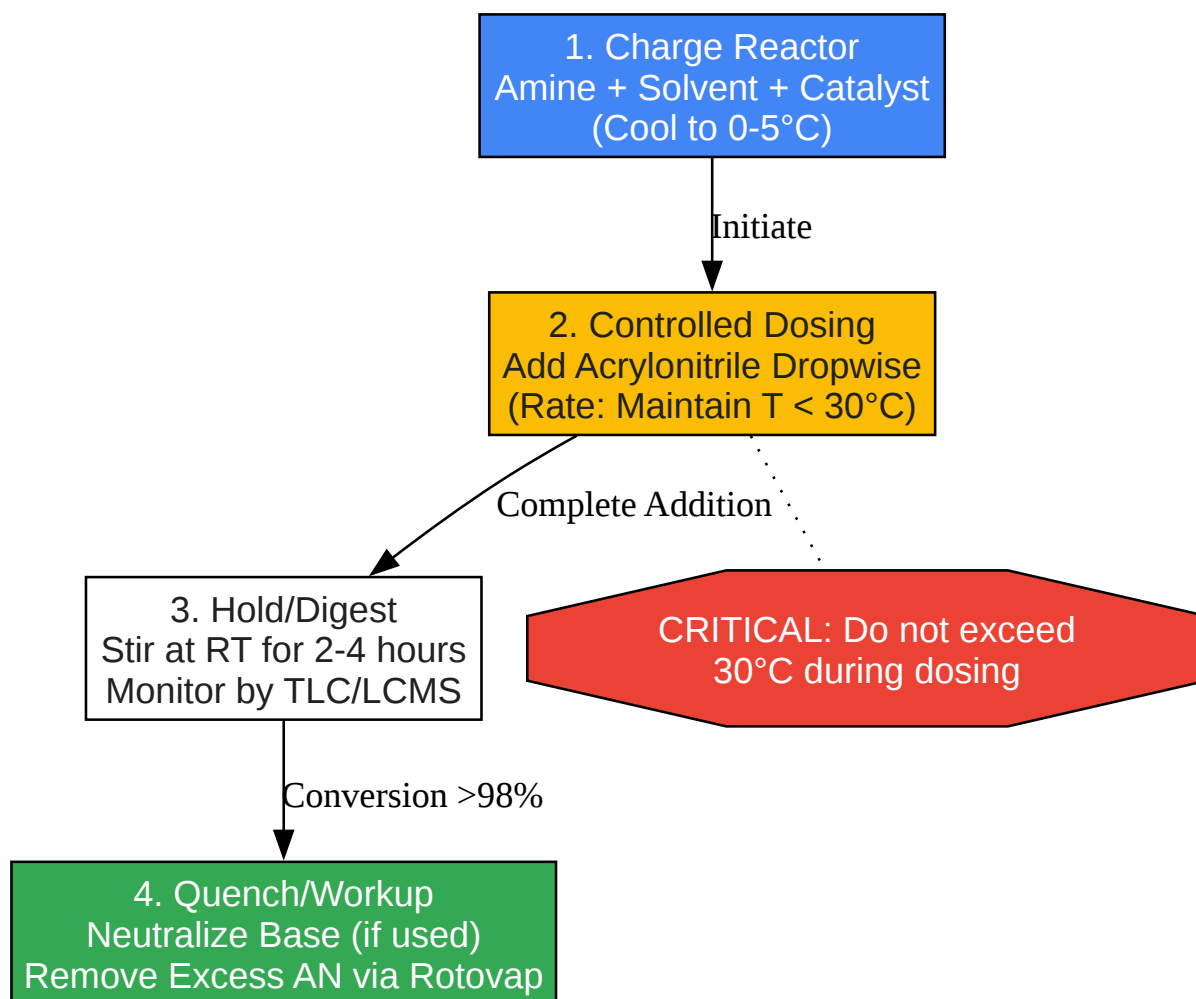 1. Charge Reactor
Amine + Solvent + Catalyst
(Cool to 0-5°C)
Initiate
2. Controlled Dosing
Add Acrylonitrile Dropwise
(Rate: Maintain T < 30°C)
Complete Addition
3. Hold/Digest
Stir at RT for 2-4 hours
Monitor by TLC/LCMS
CRITICAL: Do not exceed
30°C during dosing
Conversion >98%
4. Quench/Workup
Neutralize Base (if used)
Remove Excess AN via Rotovap